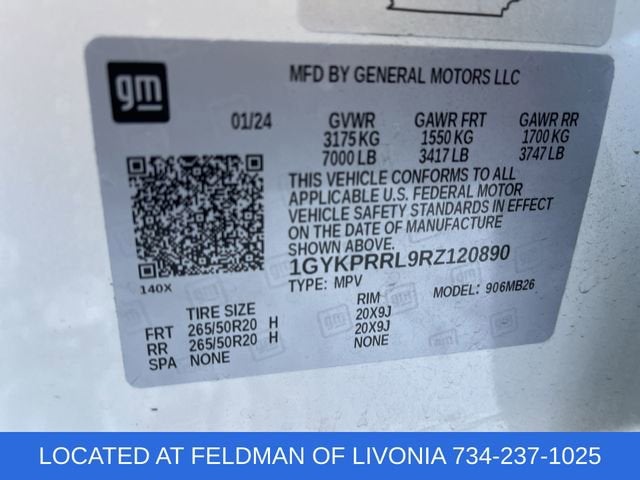 gm
MFD BY GENERAL MOTORS LLC
01/24 GVWR GAWR FRT GAWR RR
3175 KG 1550 KG 1700 KG
7000 LB 3417 LB 3747 LB
THIS VEHICLE CONFORMS TO ALL
APPLICABLE U.S. FEDERAL MOTOR
VEHICLE SAFETY STANDARDS IN EFFECT
ON THE DATE OF MANUFACTURE
SHOWN ABOVE.
1GYKPRRL9RZ120890
140X TYPE: MPV MODEL: 906MB26
TIRE SIZE RIM
FRT 265/50R20 H 20X9J
RR 265/50R20 H 20X9J
SPA NONE NONE
LOCATED AT FELDMAN OF LIVONIA 734-237-1025